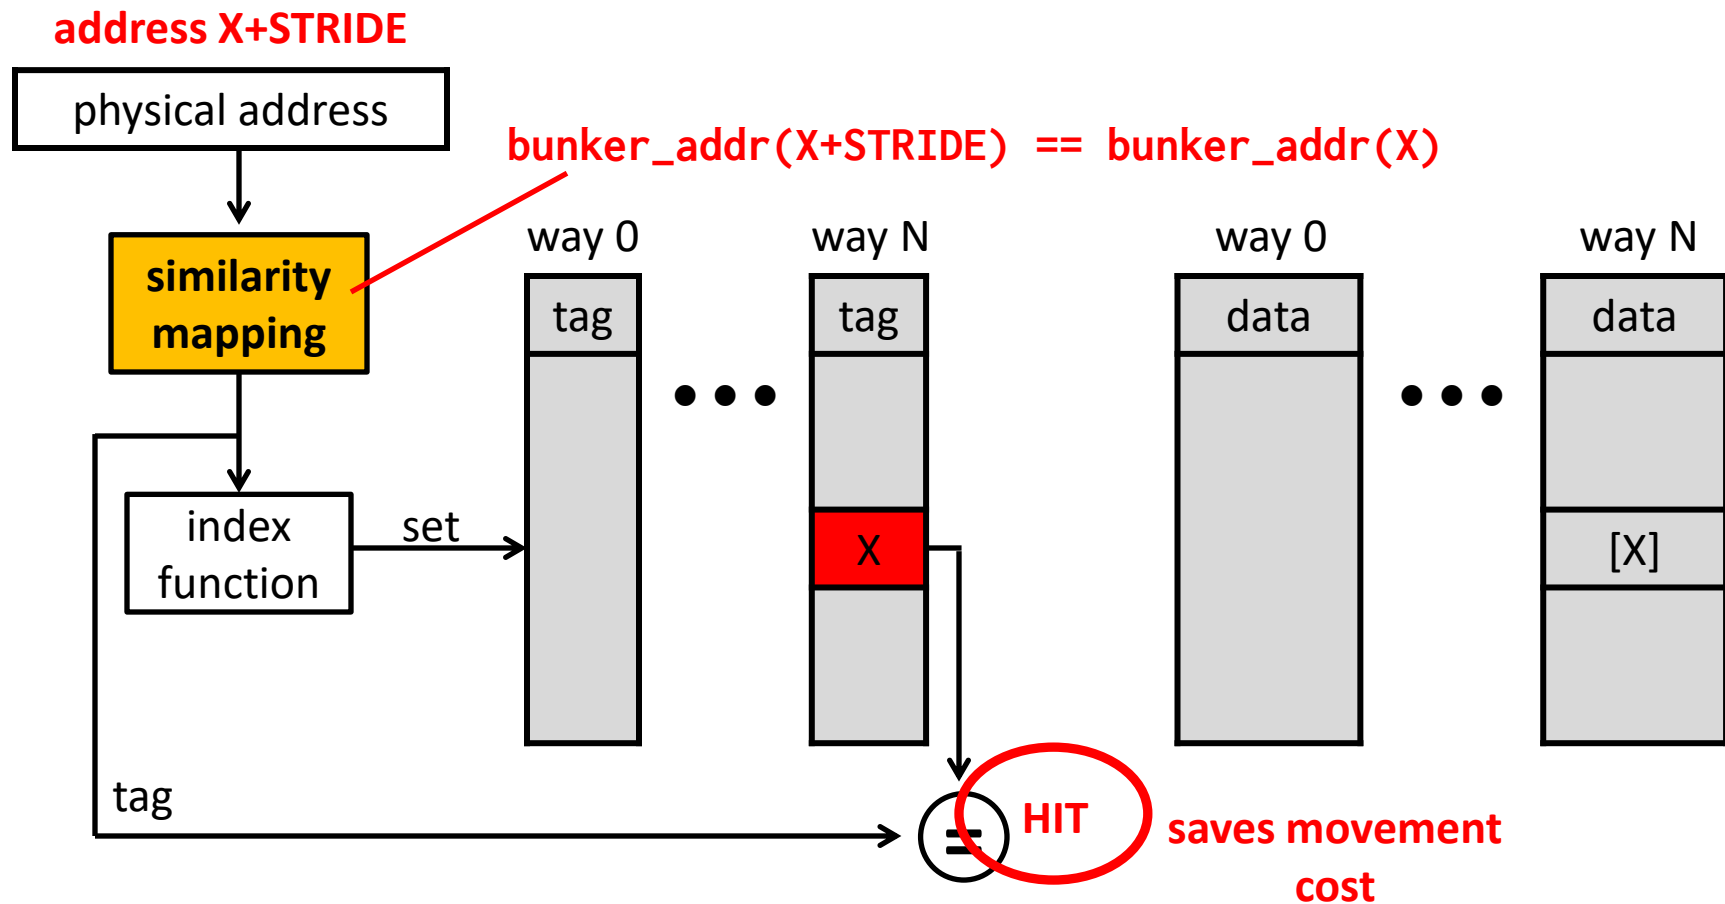 address X+STRIDE
physical address
bunker_addr(X+STRIDE) == bunker_addr(X)
similarity
mapping
way 0
way N
way 0
way N
tag
tag
data
data
index
function
set
X
[X]
tag
=
HIT
saves movement
cost